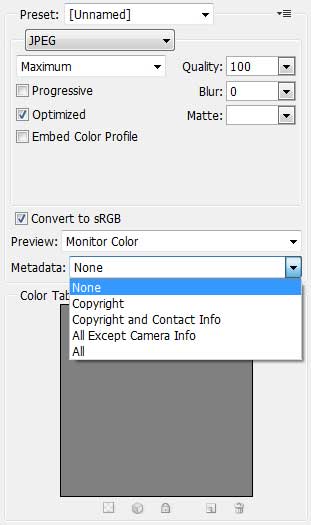 Preset: [Unnamed]
JPEG
Maximum Quality: 100
Progressive Blur: 0
Optimized Matte:
Embed Color Profile
Convert to sRGB
Preview: Monitor Color
Metadata: None
None
Color Tab
Copyright
Copyright and Contact Info
All Except Camera Info
All